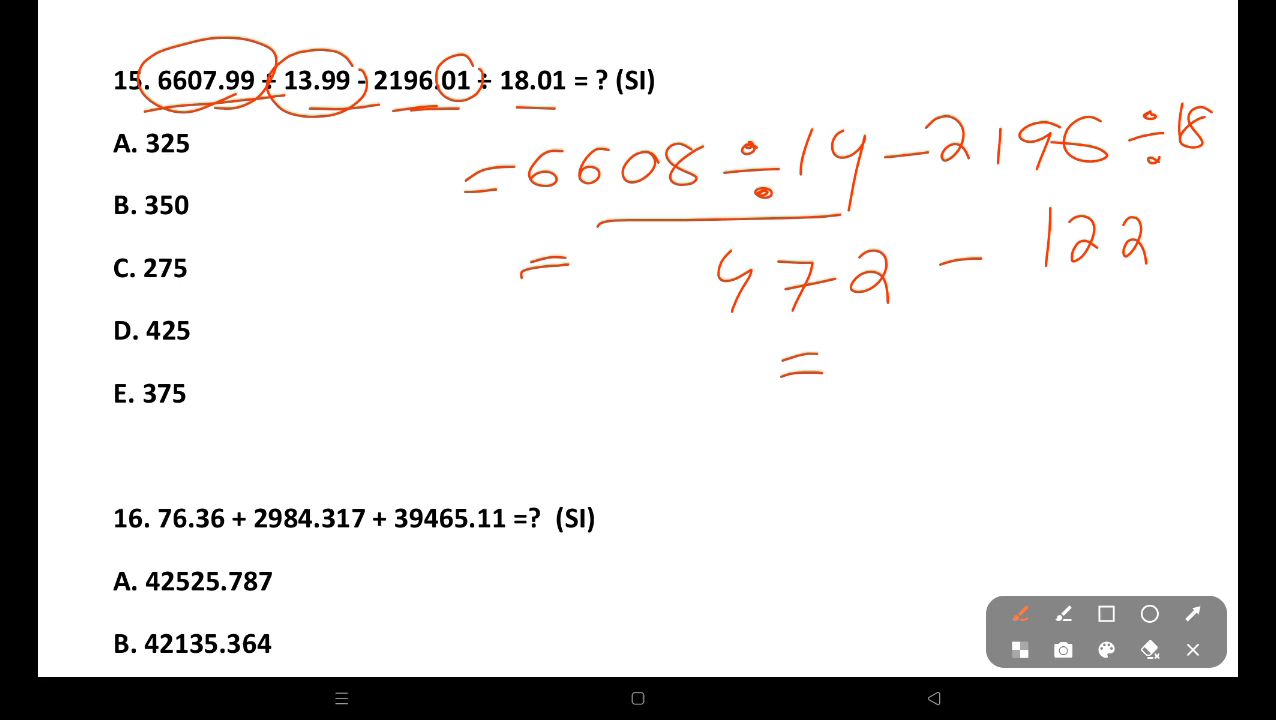 15. 6607.99 ÷ 13.99 - 2196.01 ÷ 18.01 = ? (SI)
A. 325
= 6608 ÷ 14 - 2196 ÷ 18
B. 350
C. 275
= 472 - 122
D. 425
=
E. 375
16. 76.36 + 2984.317 + 39465.11 =? (SI)
A. 42525.787
B. 42135.364